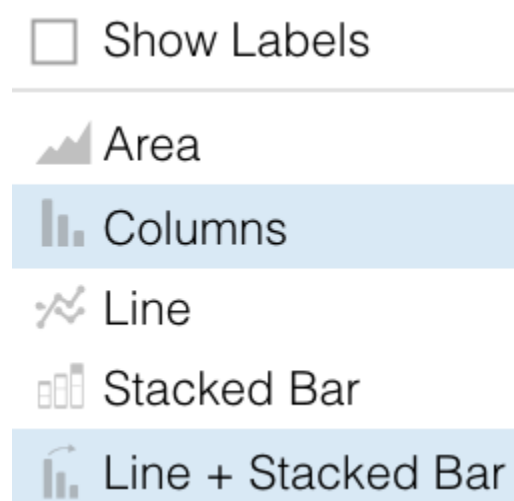 Show Labels
Area
Columns
Line
Stacked Bar
Line + Stacked Bar